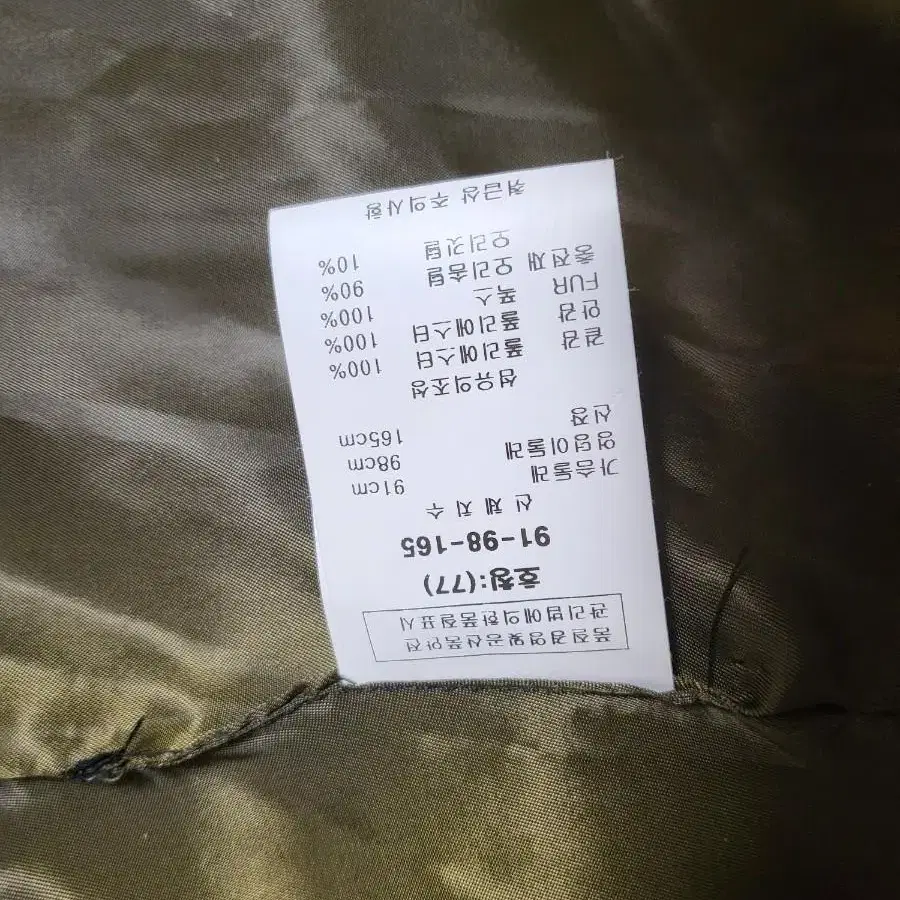 품질경영및공산품안전
관리법에의한품질표시
호칭:(77)
91-98-165
신 체 치 수
가슴둘레 91cm
엉덩이둘레 98cm
신장 165cm
섬유의조성
겉감 폴리에스터 100%
안감 폴리에스터 100%
FUR 폭스 100%
충전재 오리솜털 90%
오리깃털 10%
취급상 주의사항